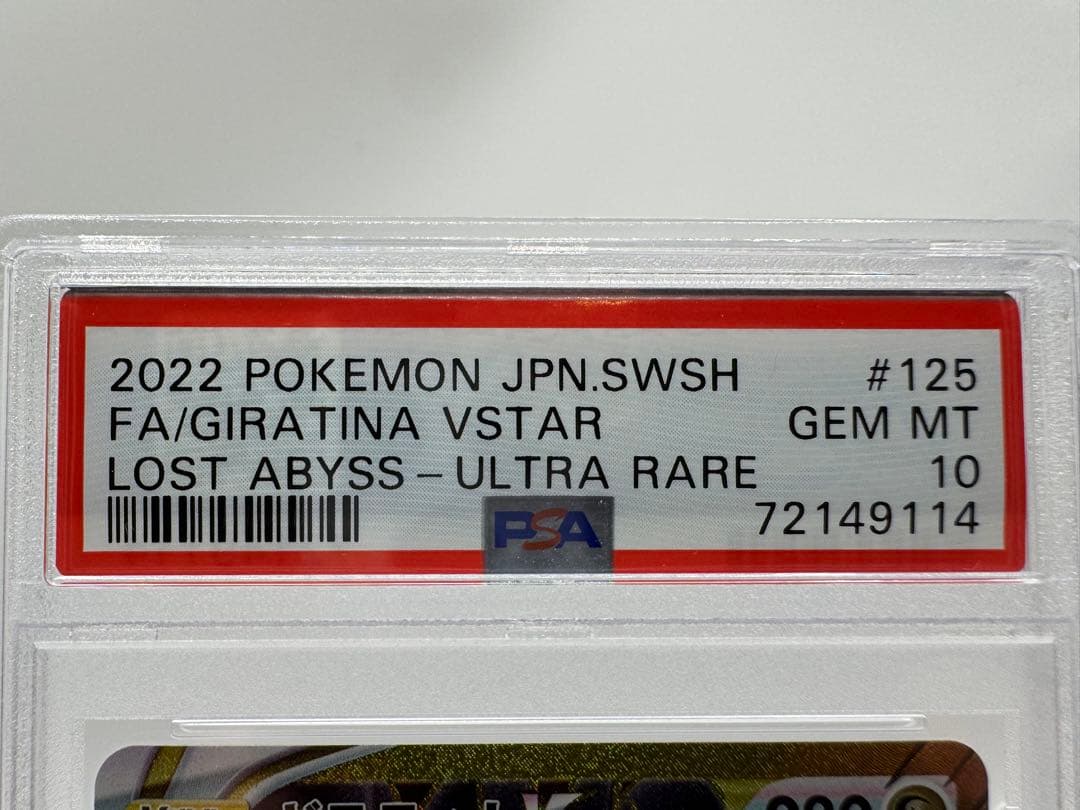 2022 POKEMON JPN.SWSH #125
FA/GIRATINA VSTAR GEM MT
LOST ABYSS-ULTRA RARE 10
PSA 72149114